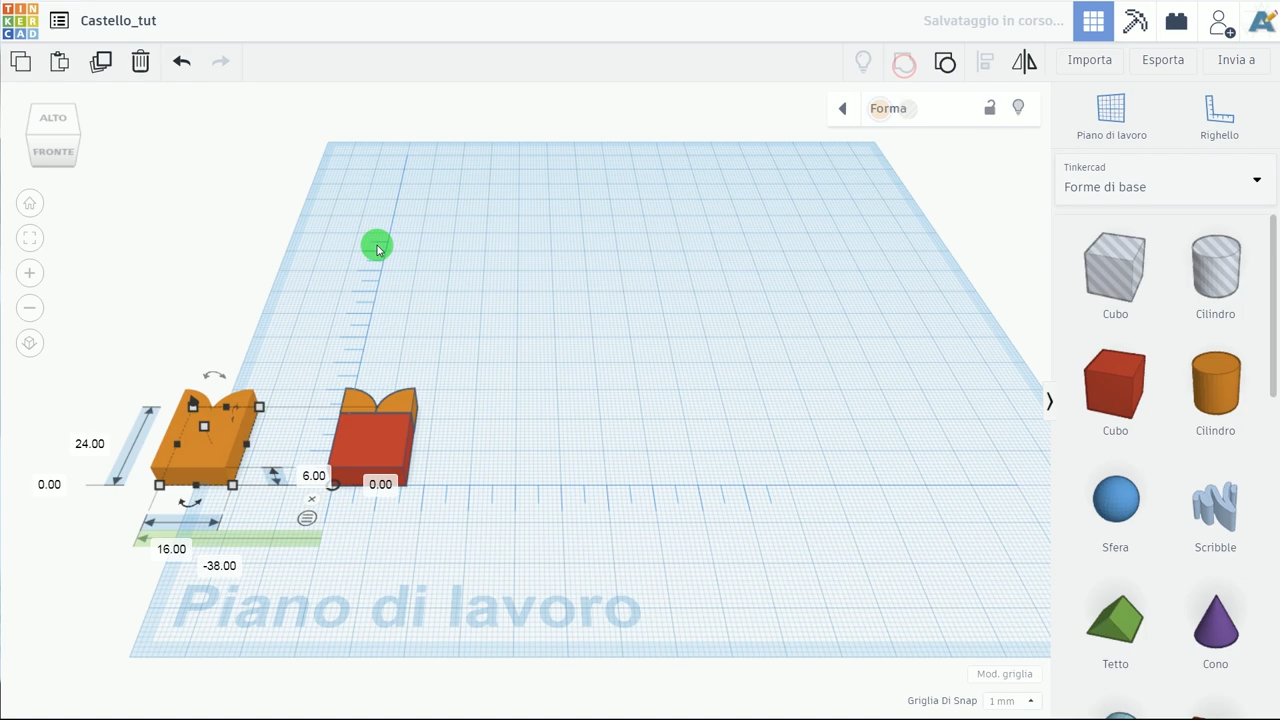 TIN
KER
CAD
Castello_tut
Salvataggio in corso...
Importa
Esporta
Invia a
ALTO
FRONTE
Forma
Piano di lavoro
Righello
Tinkercad
Forme di base
Cubo
Cilindro
Cubo
Cilindro
Sfera
Scribble
Tetto
Cono
24.00
0.00
6.00
0.00
16.00
-38.00
Piano di lavoro
Mod. griglia
Griglia Di Snap
1 mm